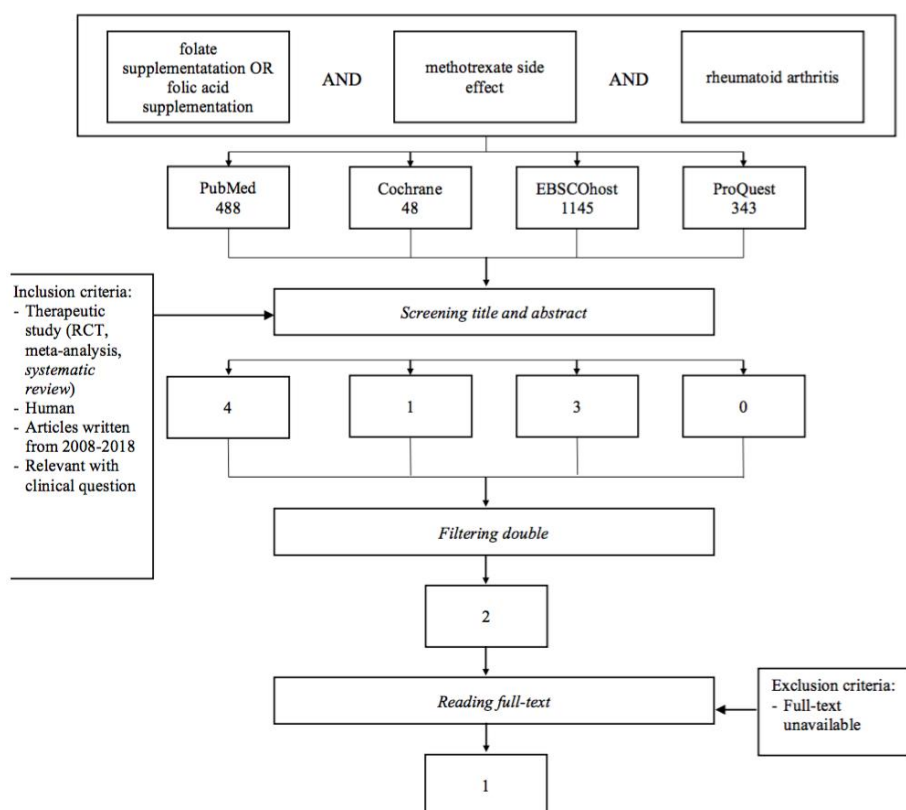 folate
supplementatation OR
folic acid
supplementation
AND
methotrexate side
effect
AND
rheumatoid arthritis
PubMed
488
Cochrane
48
EBSCOhost
1145
ProQuest
343
Inclusion criteria:
- Therapeutic
study (RCT,
meta-analysis,
systematic
review)
- Human
- Articles written
from 2008-2018
- Relevant with
clinical question
Screening title and abstract
4
1
3
0
Filtering double
2
Reading full-text
Exclusion criteria:
- Full-text
unavailable
1